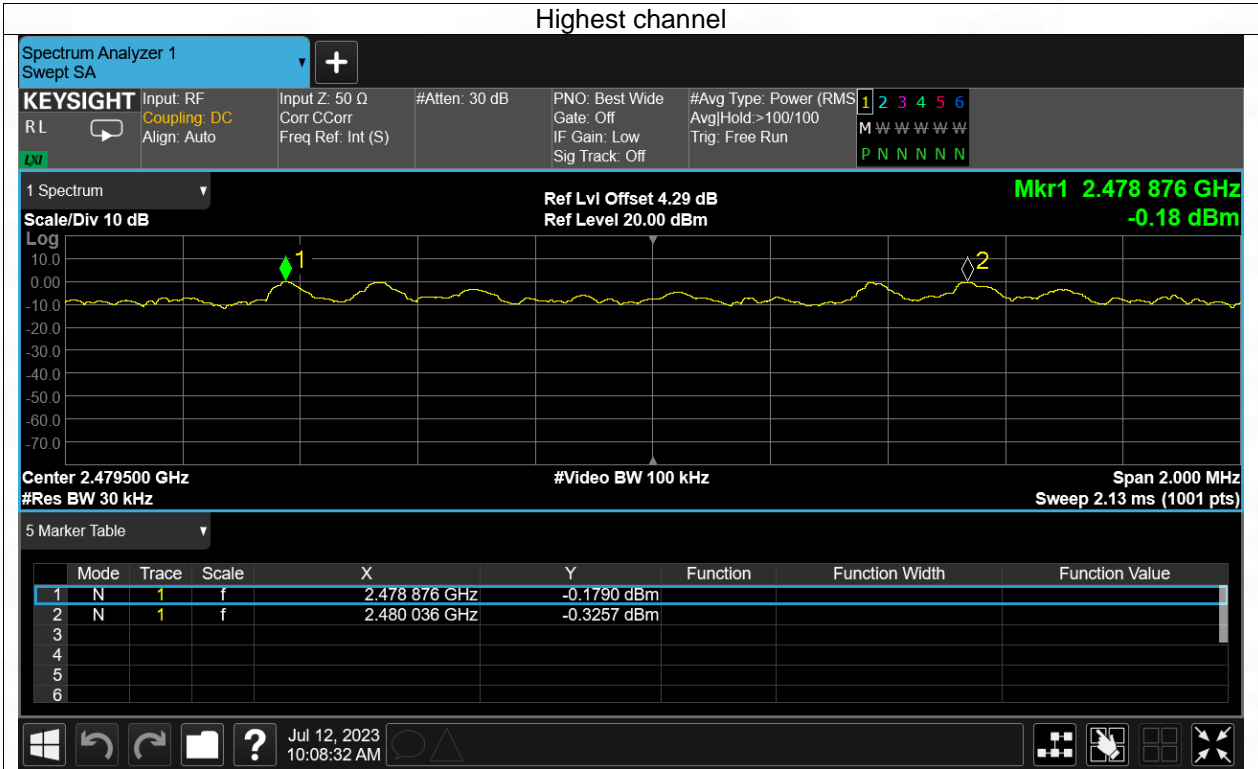 Highest channel
Spectrum Analyzer 1
Swept SA
KEYSIGHT
R L
LXI
Input: RF
Coupling: DC
Align: Auto
Input Z: 50 Ω
Corr CCorr
Freq Ref: Int (S)
#Atten: 30 dB
PNO: Best Wide
Gate: Off
IF Gain: Low
Sig Track: Off
#Avg Type: Power (RMS
Avg|Hold:>100/100
Trig: Free Run
1 2 3 4 5 6
M W W W W W
P N N N N N
1 Spectrum
Scale/Div 10 dB
Ref Lvl Offset 4.29 dB
Ref Level 20.00 dBm
Mkr1 2.478 876 GHz
-0.18 dBm
Log
10.0
0.00
-10.0
-20.0
-30.0
-40.0
-50.0
-60.0
-70.0
1
2
Center 2.479500 GHz
#Video BW 100 kHz
Span 2.000 MHz
#Res BW 30 kHz
Sweep 2.13 ms (1001 pts)
5 Marker Table
Mode Trace Scale X Y Function Function Width Function Value
1 N 1 f 2.478 876 GHz -0.1790 dBm
2 N 1 f 2.480 036 GHz -0.3257 dBm
3
4
5
6
?
Jul 12, 2023
10:08:32 AM